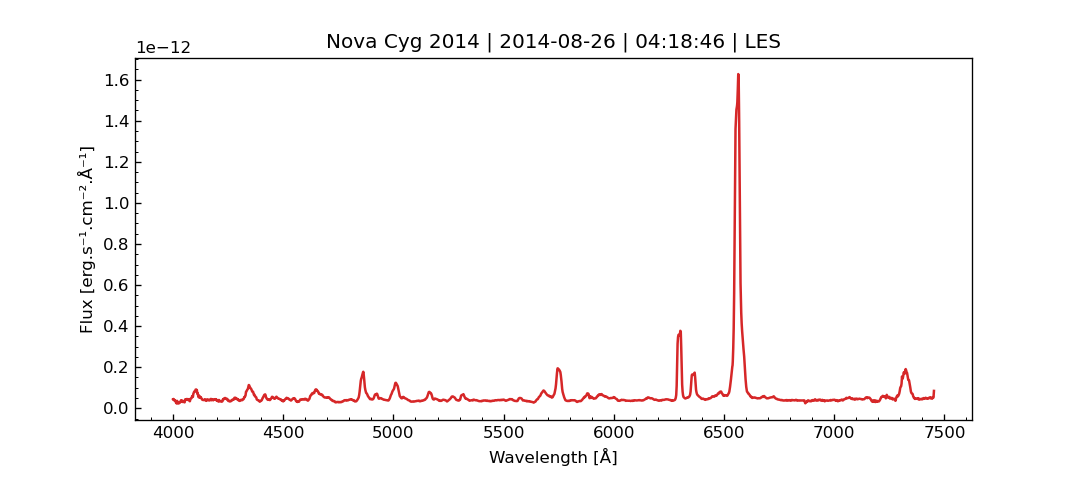 Nova Cyg 2014 | 2014-08-26 | 04:18:46 | LES
1e−12
1.6
1.4
1.2
1.0
0.8
0.6
0.4
0.2
0.0
Flux [erg.s⁻¹.cm⁻².Å⁻¹]
4000 4500 5000 5500 6000 6500 7000 7500
Wavelength [Å]